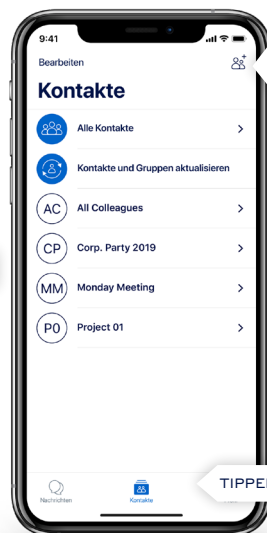 9:41
Bearbeiten
Kontakte
Alle Kontakte
Kontakte und Gruppen aktualisieren
AC All Colleagues
CP Corp. Party 2019
MM Monday Meeting
P0 Project 01
Nachrichten Kontakte
TIPPE